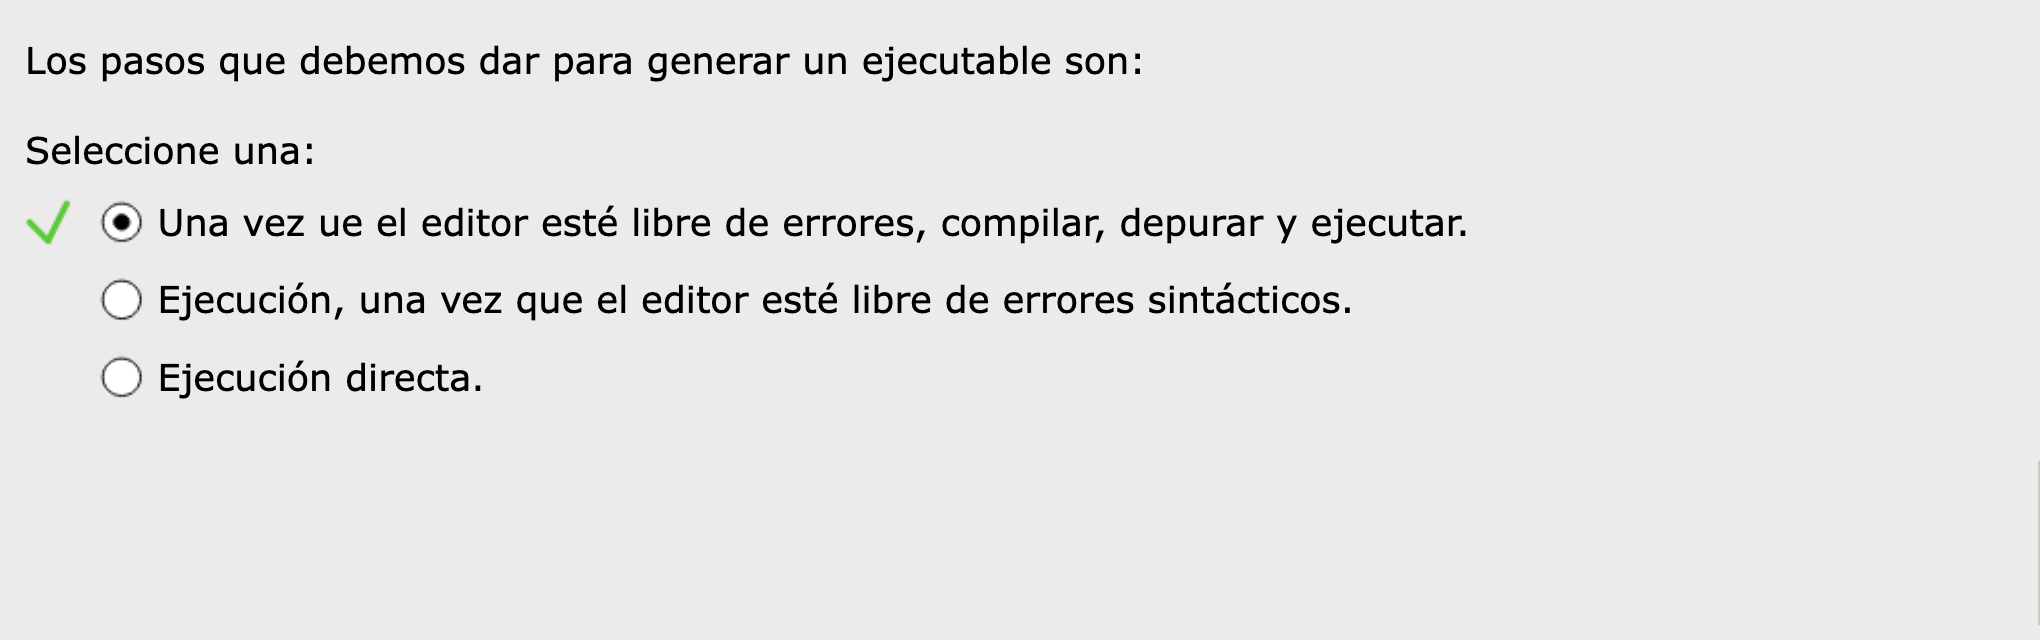 Los pasos que debemos dar para generar un ejecutable son:
Seleccione una:
Una vez ue el editor esté libre de errores, compilar, depurar y ejecutar.
Ejecución, una vez que el editor esté libre de errores sintácticos.
Ejecución directa.